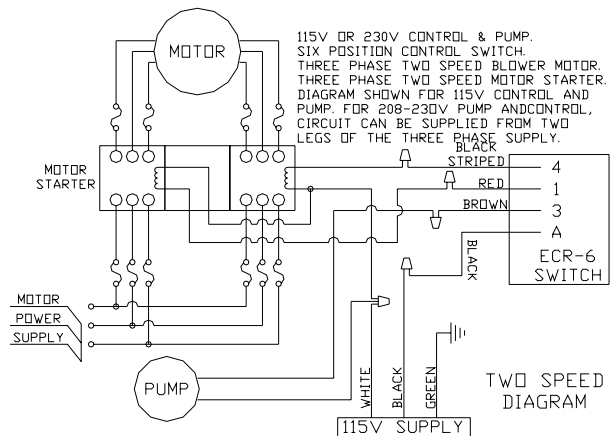 115V OR 230V CONTROL & PUMP.
SIX POSITION CONTROL SWITCH.
THREE PHASE TWO SPEED BLOWER MOTOR.
THREE PHASE TWO SPEED MOTOR STARTER.
DIAGRAM SHOWN FOR 115V CONTROL AND
PUMP. FOR 208-230V PUMP ANDCONTROL,
CIRCUIT CAN BE SUPPLIED FROM TWO
LEGS OF THE THREE PHASE SUPPLY.
MOTOR
MOTOR
STARTER
BLACK
STRIPED
4
RED
1
BROWN
3
A
BLACK
ECR-6
SWITCH
MOTOR
POWER
SUPPLY
PUMP
WHITE
BLACK
GREEN
115V SUPPLY
TWO SPEED
DIAGRAM